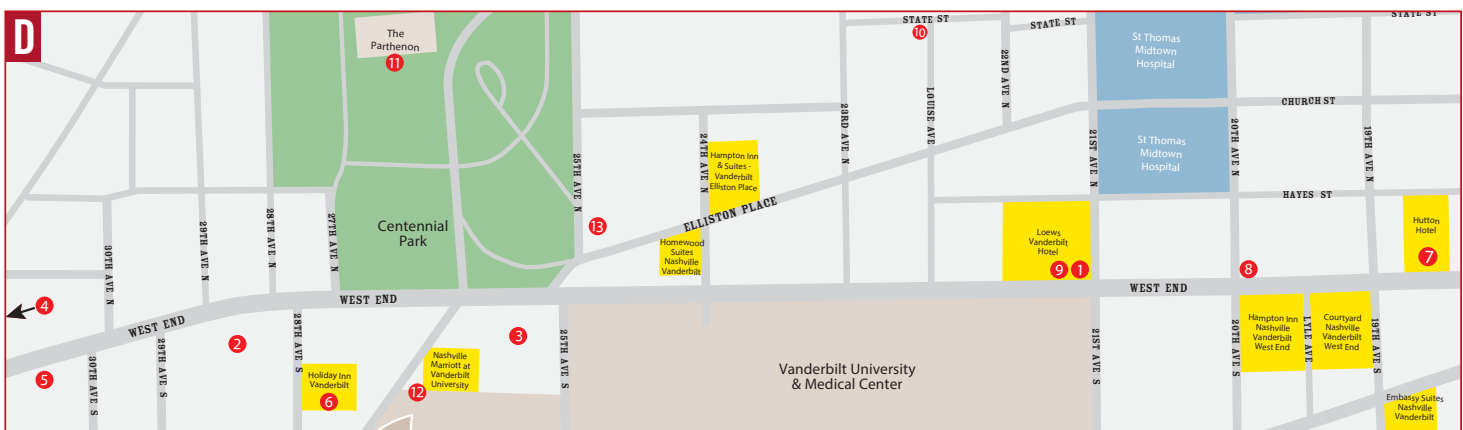 D
The
Parthenon
11
STATE ST
10
STATE ST
STATE ST
St Thomas
Midtown
Hospital
22ND AVE N
LOUISE AVE
23RD AVE N
CHURCH ST
24TH AVE N
Hampton Inn
& Suites -
Vanderbilt
Elliston Place
21ST AVE N
St Thomas
Midtown
Hospital
20TH AVE N
19TH AVE N
25TH AVE N
HAYES ST
13
ELLISTON PLACE
Centennial
Park
27TH AVE N
28TH AVE N
29TH AVE N
30TH AVE N
Homewood
Suites
Nashville
Vanderbilt
Loews
Vanderbilt
Hotel
9
1
8
Hutton
Hotel
7
4
WEST END
WEST END
WEST END
2
3
5
30TH AVE S
29TH AVE S
28TH AVE S
Holiday Inn
Vanderbilt
6
12
Nashville
Marriott at
Vanderbilt
University
25TH AVE S
Vanderbilt University
& Medical Center
21ST AVE S
20TH AVE S
Hampton Inn
Nashville
Vanderbilt
West End
LYLE AVE
Courtyard
Nashville
Vanderbilt
West End
19TH AVE S
Embassy Suites
Nashville
Vanderbilt